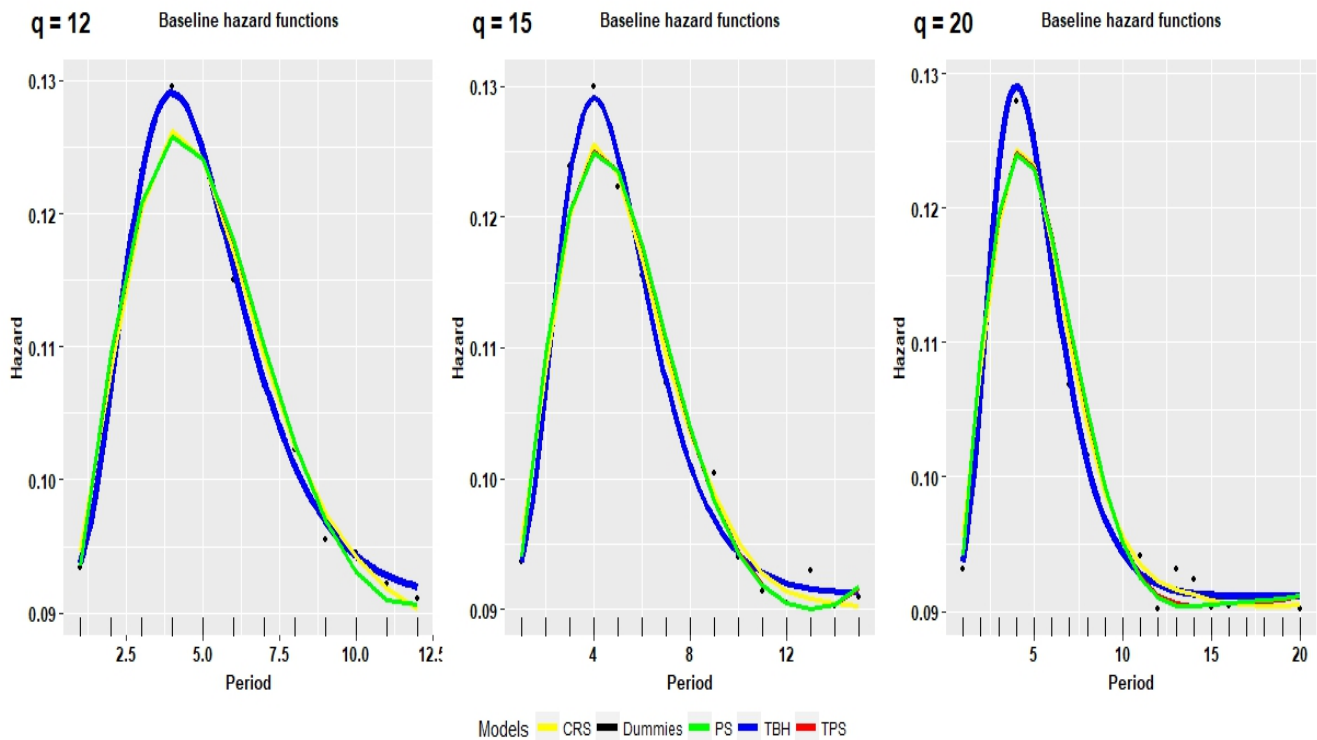 q = 12
Baseline hazard functions
0.13
0.12
0.11
0.10
0.09
Hazard
2.5
5.0
7.5
10.0
12.5
Period
q = 15
Baseline hazard functions
0.13
0.12
0.11
0.10
0.09
Hazard
4
8
12
Period
q = 20
Baseline hazard functions
0.13
0.12
0.11
0.10
0.09
Hazard
5
10
15
20
Period
Models CRS Dummies PS TBH TPS